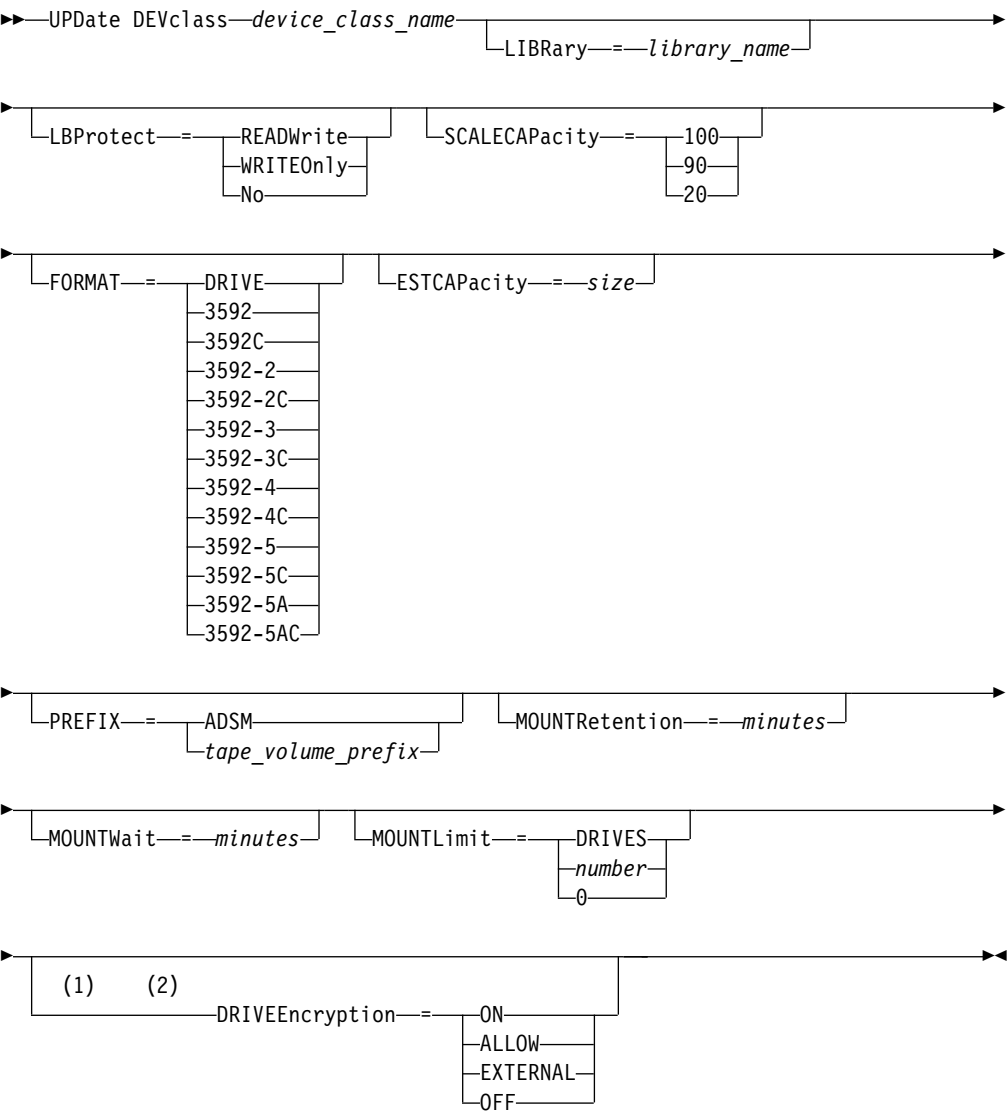 UPDate DEVclass device_class_name
LIBRary = library_name
LBProtect = READWrite
WRITEOnly
No
SCALECAPacity = 100
90
20
FORMAT = DRIVE
3592
3592C
3592-2
3592-2C
3592-3
3592-3C
3592-4
3592-4C
3592-5
3592-5C
3592-5A
3592-5AC
ESTCAPacity = size
PREFIX = ADSM
tape_volume_prefix
MOUNTRetention = minutes
MOUNTWait = minutes
MOUNTLimit = DRIVES
number
0
(1) (2)
DRIVEEncryption = ON
ALLOW
EXTERNAL
OFF